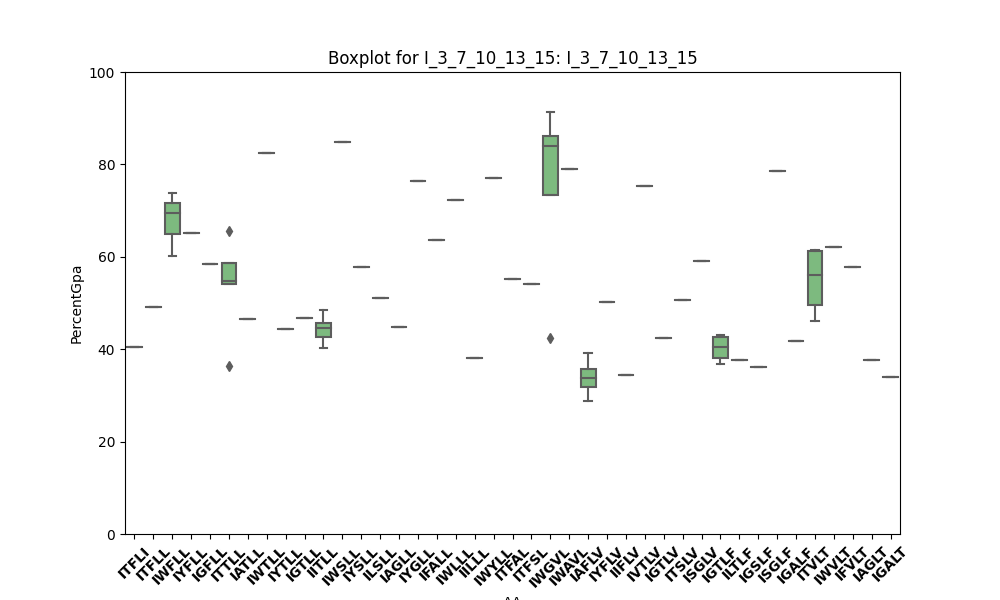 Boxplot for I_3_7_10_13_15: I_3_7_10_13_15
PercentGpa
100
80
60
40
20
0
ITFLI
ITFLL
IWFLL
IYFLL
IGFLL
ITTLL
IATLL
IWTLL
IYTLL
IGTLL
IITLL
IWSLL
IYSLL
ILSLL
IAGLL
IYGLL
IFALL
IWLLL
IILLL
IWYLL
ITFAL
ITFSL
IWGVL
IWAVL
IAFLV
IYFLV
IIFLV
IVTLV
IGTLV
ITSLV
ISGLV
IGTLF
ILTLF
IGSLF
ISGLF
IGALF
ITVLT
IWVLT
IFVLT
IAGLT
IGALT